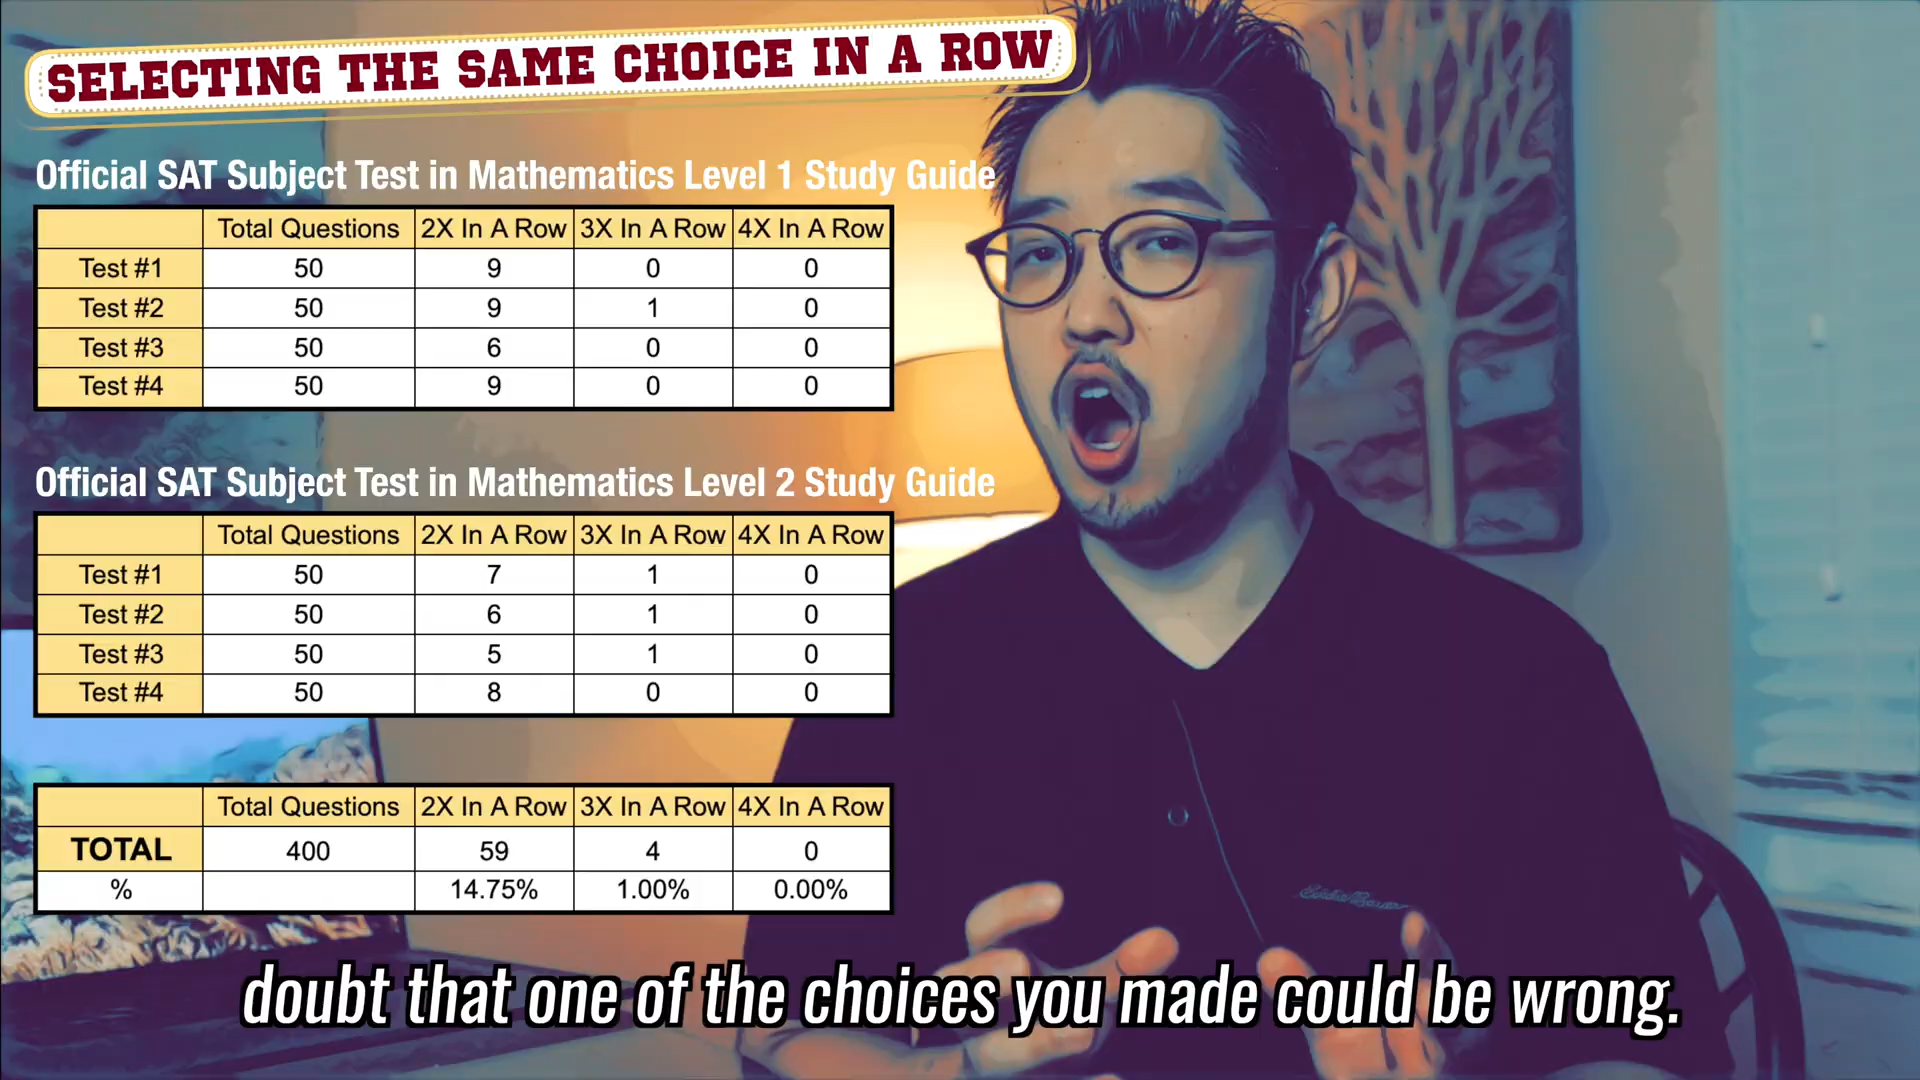 SELECTING THE SAME CHOICE IN A ROW
Official SAT Subject Test in Mathematics Level 1 Study Guide
Total Questions 2X In A Row 3X In A Row 4X In A Row
Test #1 50 9 0 0
Test #2 50 9 1 0
Test #3 50 6 0 0
Test #4 50 9 0 0
Official SAT Subject Test in Mathematics Level 2 Study Guide
Total Questions 2X In A Row 3X In A Row 4X In A Row
Test #1 50 7 1 0
Test #2 50 6 1 0
Test #3 50 5 1 0
Test #4 50 8 0 0
Total Questions 2X In A Row 3X In A Row 4X In A Row
TOTAL 400 59 4 0
% 14.75% 1.00% 0.00%
Eddie Bauer
doubt that one of the choices you made could be wrong.